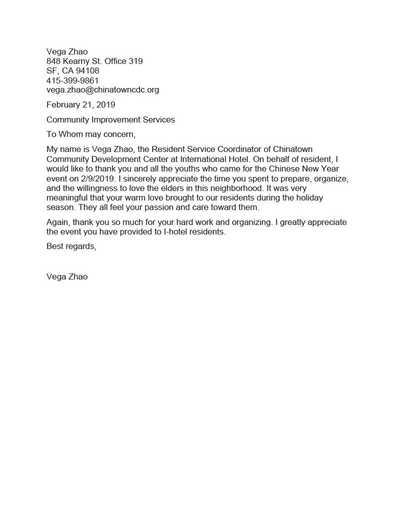 Vega Zhao
848 Kearny St. Office 319
SF, CA 94108
415-399-9861
vega.zhao@chinatowncdc.org
February 21, 2019
Community Improvement Services
To Whom may concern,
My name is Vega Zhao, the Resident Service Coordinator of Chinatown
Community Development Center at International Hotel. On behalf of resident, I
would like to thank you and all the youths who came for the Chinese New Year
event on 2/9/2019. I sincerely appreciate the time you spent to prepare, organize,
and the willingness to love the elders in this neighborhood. It was very
meaningful that your warm love brought to our residents during the holiday
season. They all feel your passion and care toward them.
Again, thank you so much for your hard work and organizing. I greatly appreciate
the event you have provided to I-hotel residents.
Best regards,
Vega Zhao